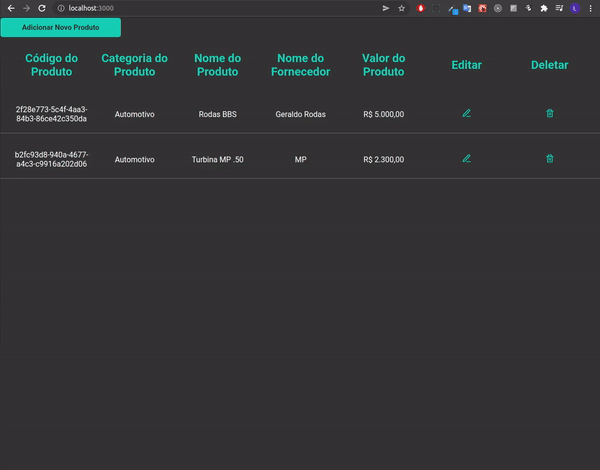 localhost:3000
L
Adicionar Novo Produto
Código do Produto
Categoria do Produto
Nome do Produto
Nome do Fornecedor
Valor do Produto
Editar
Deletar
2f28e773-5c4f-4aa3-
84b3-86ce42c350da
Automotivo
Rodas BBS
Geraldo Rodas
R$ 5.000,00
b2fc93d8-940a-4677-
a4c3-c9916a202d06
Automotivo
Turbina MP .50
MP
R$ 2.300,00